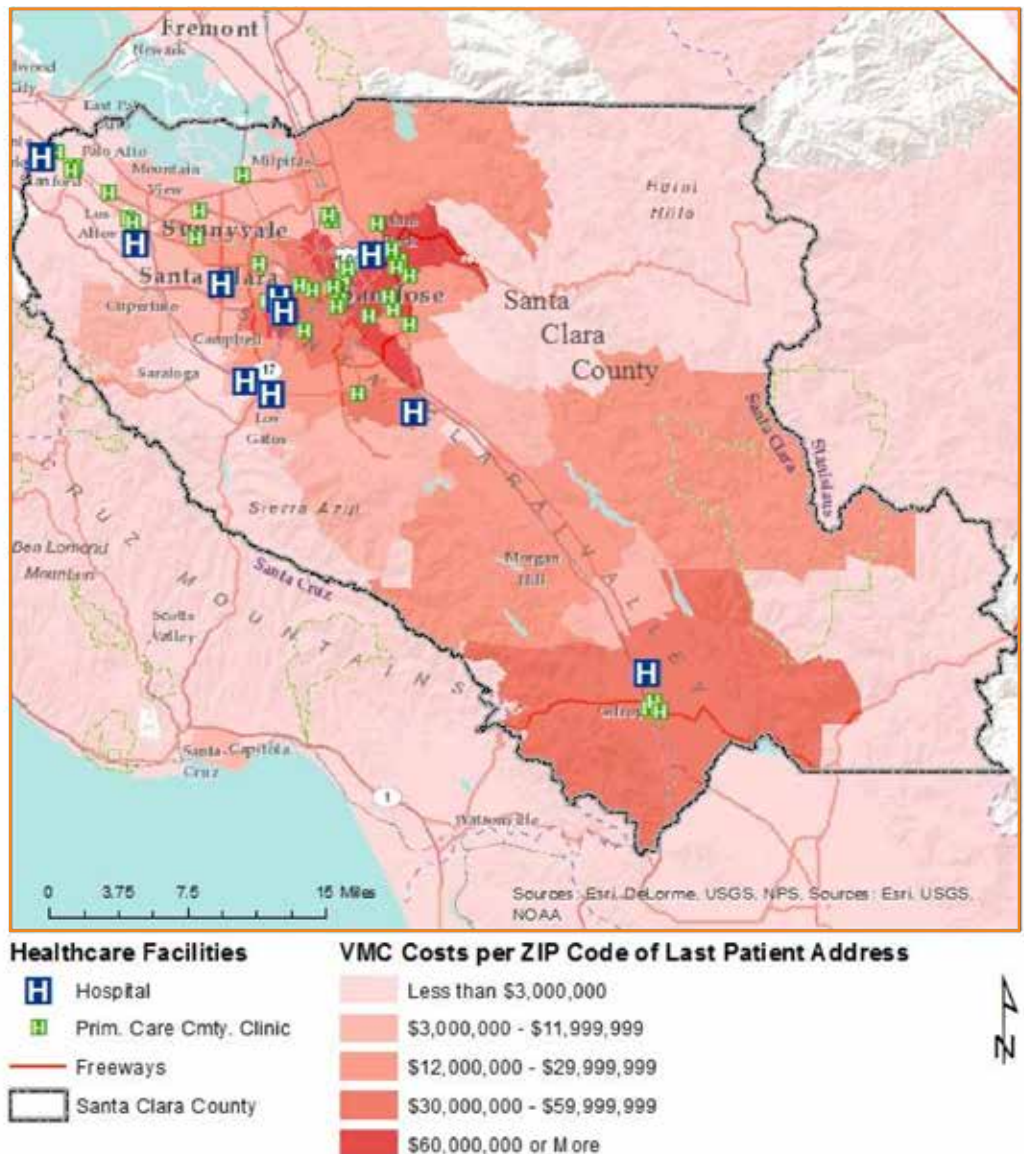 Fremont
Newark
Palo Alto
Mountain
View
Milpitas
Los
Altos
Sunnyvale
Santa Clara
San Jose
Cupertino
Campbell
Saratoga
17
Los
Gatos
Santa
Clara
County
Santa Clara
Stanislaus
Sierra Azul
Ben Lomond
Mountain
Santa Cruz
Morgan
Hill
Scotts
Valley
MOUNTAINS
Gilroy
Santa
Cruz
Capitola
1
Watsonville
0 3.75 7.5 15 Miles
Sources: Esri, DeLorme, USGS, NPS, Sources: Esri, USGS,
NOAA
Healthcare Facilities
H Hospital
H Prim. Care Cmty. Clinic
Freeways
Santa Clara County
VMC Costs per ZIP Code of Last Patient Address
Less than $3,000,000
$3,000,000 - $11,999,999
$12,000,000 - $29,999,999
$30,000,000 - $59,999,999
$60,000,000 or More
N